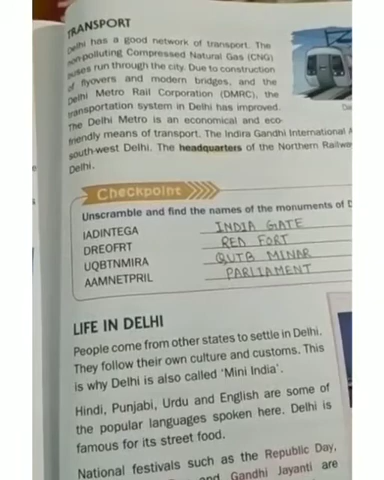 TRANSPORT
Delhi has a good network of transport. The
non-polluting Compressed Natural Gas (CNG)
buses run through the city. Due to construction
of flyovers and modern bridges, and the
Delhi Metro Rail Corporation (DMRC), the
transportation system in Delhi has improved.
The Delhi Metro is an economical and eco-
friendly means of transport. The Indira Gandhi International
south-west Delhi. The headquarters of the Northern Railway
Delhi.
Checkpoint
Unscramble and find the names of the monuments of
IADINTEGA INDIA GATE
DREOFRT RED FORT
UQBTNMIRA QUTB MINAR
AAMNETPRIL PARLIAMENT
LIFE IN DELHI
People come from other states to settle in Delhi.
They follow their own culture and customs. This
is why Delhi is also called 'Mini India'.
Hindi, Punjabi, Urdu and English are some of
the popular languages spoken here. Delhi is
famous for its street food.
National festivals such as the Republic Day,
and Gandhi Jayanti are